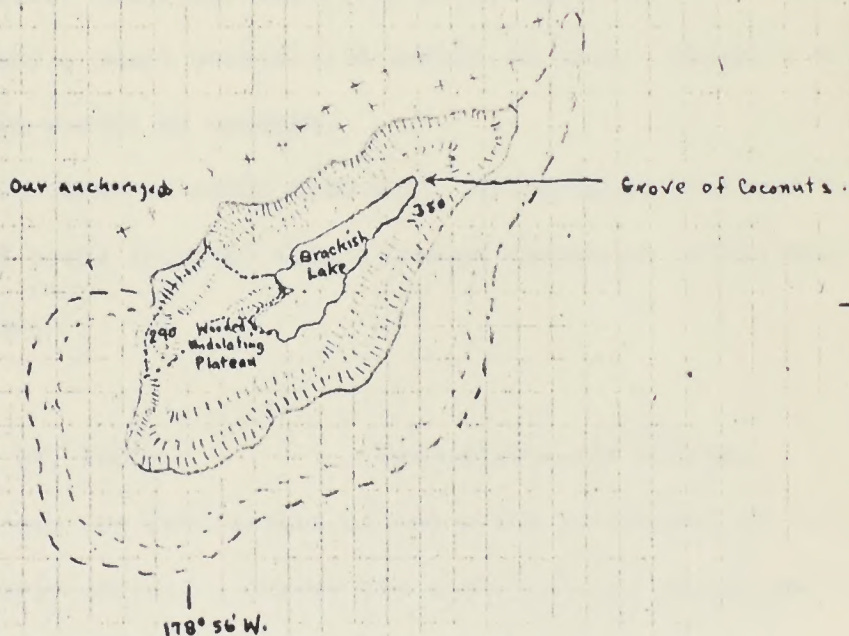 Our anchorage
Grove of Coconuts.
380
Brackish
Lake
290
Wooded &
Undulating
Plateau
178° 56' W.